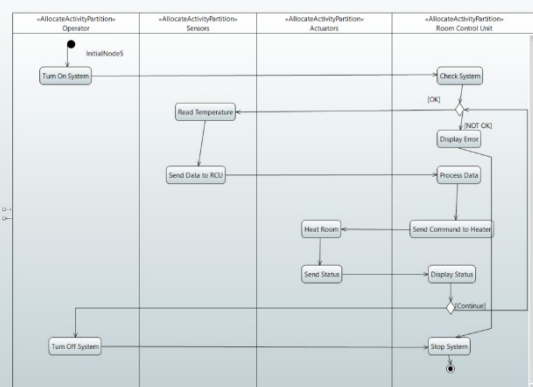 «AllocateActivityPartition» «AllocateActivityPartition» «AllocateActivityPartition» «AllocateActivityPartition»
Operator Sensors Actuators Room Control Unit
InitialNode5
Turn On System Check System
[OK]
Read Temperature
[NOT OK]
Display Error
Send Data to RCU Process Data
Heat Room Send Command to Heater
Send Status Display Status
[Continue]
Turn Off System Stop System